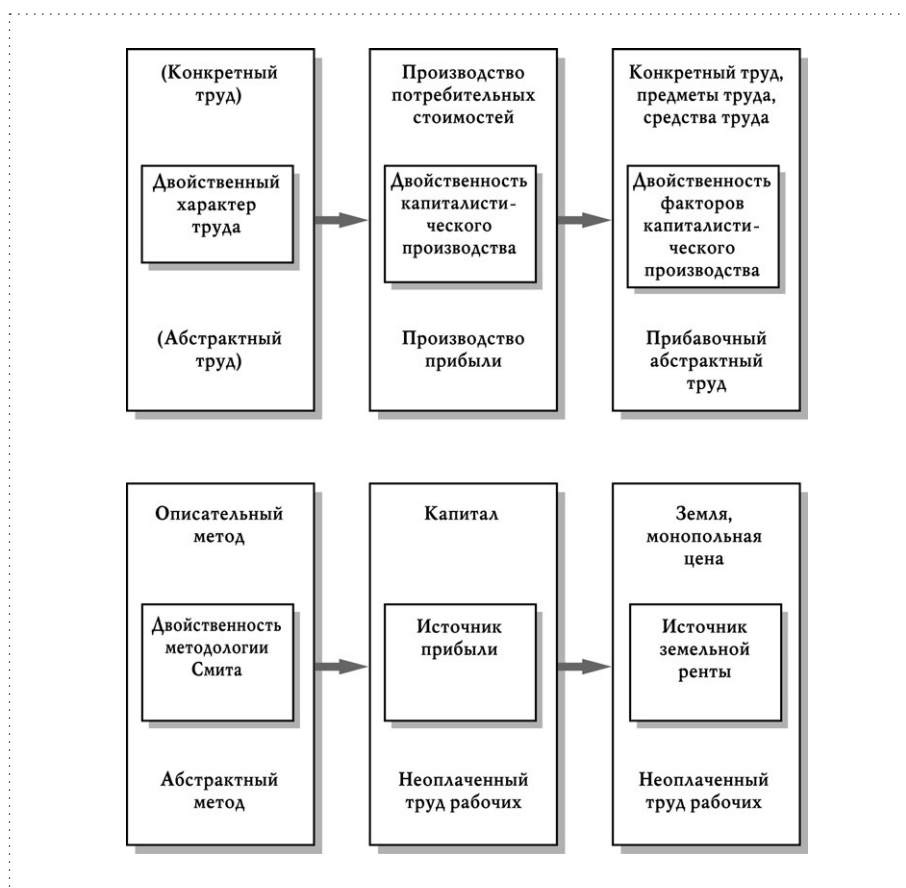 (Конкретный
труд)
Двойственный
характер
труда
(Абстрактный
труд)
Производство
потребительных
стоимостей
Двойственность
капиталисти-
ческого
производства
Производство
прибыли
Конкретный труд,
предметы труда,
средства труда
Двойственность
факторов
капиталисти-
ческого
производства
Прибавочный
абстрактный
труд
Описательный
метод
Двойственность
методологии
Смита
Абстрактный
метод
Капитал
Источник
прибыли
Неоплаченный
труд рабочих
Земля,
монопольная
цена
Источник
земельной
ренты
Неоплаченный
труд рабочих